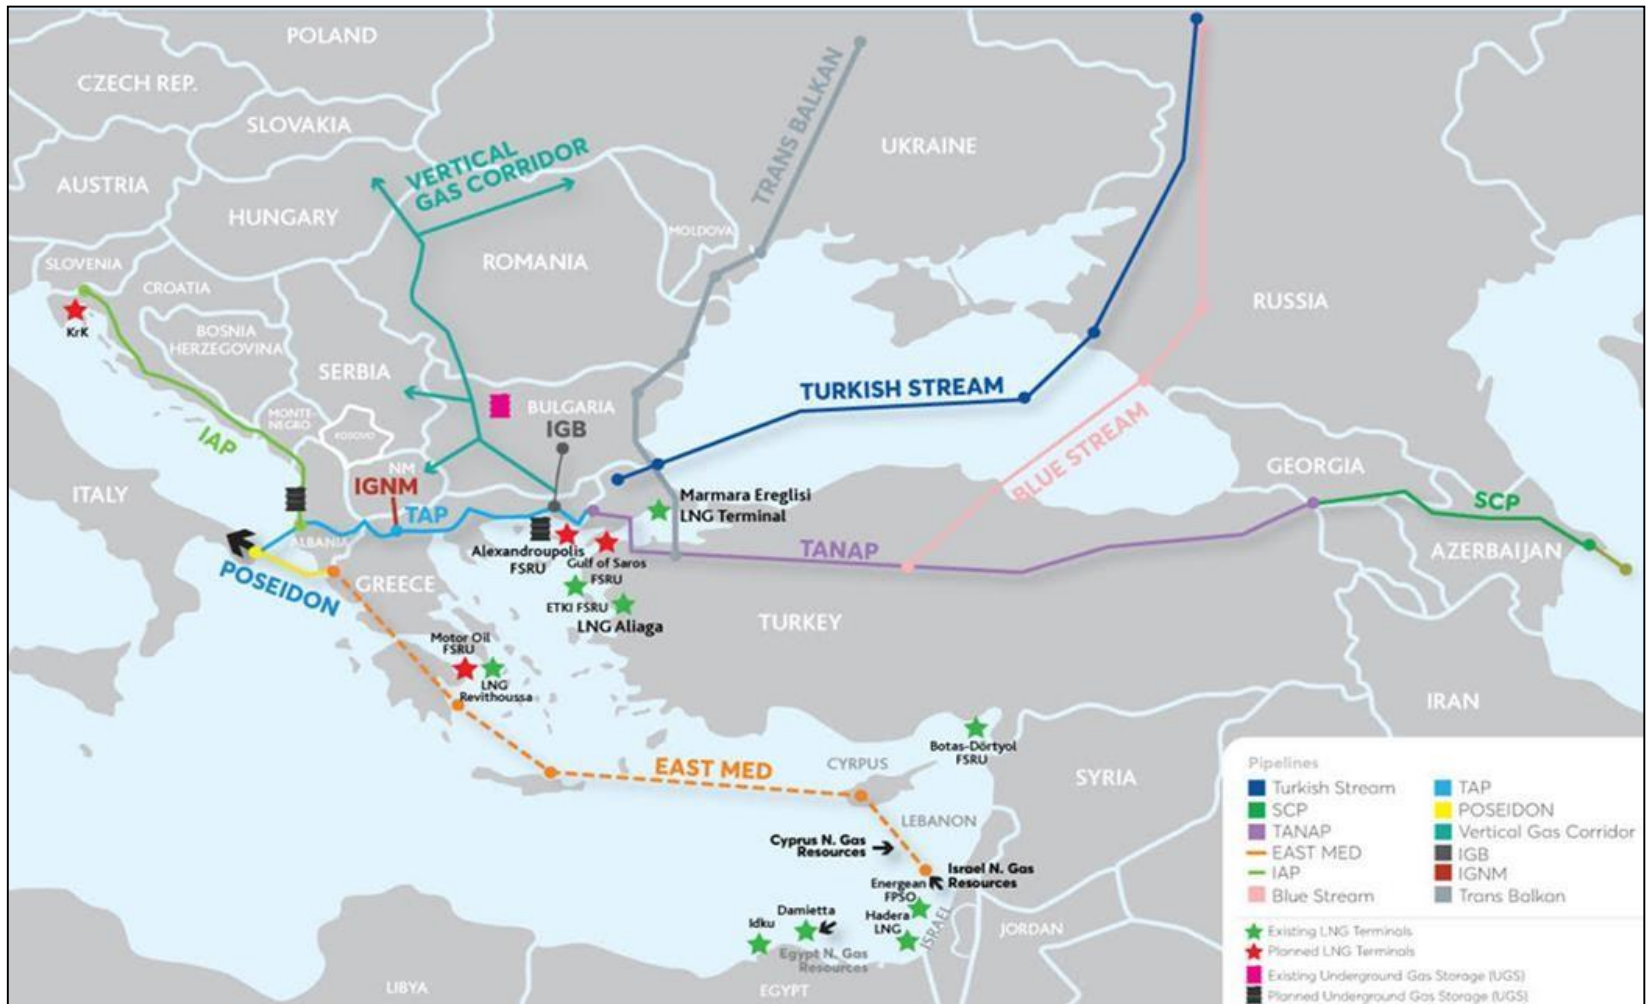 POLAND
CZECH REP.
SLOVAKIA
AUSTRIA
HUNGARY
SLOVENIA
CROATIA
BOSNIA
HERZEGOVINA
SERBIA
MONTE-
NEGRO
KOSOVO
NM
ALBANIA
ITALY
GREECE
VERTICAL
GAS CORRIDOR
ROMANIA
MOLDOVA
TRANS BALKAN
UKRAINE
RUSSIA
BULGARIA
IGB
TURKISH STREAM
BLUE STREAM
GEORGIA
SCP
AZERBAIJAN
KrK
IAP
IGNM
TAP
POSEIDON
Marmara Ereglisi
LNG Terminal
TANAP
Alexandroupolis
FSRU
Gulf of Saros
FSRU
ETKI FSRU
LNG Aliaga
TURKEY
Motor Oil
FSRU
LNG
Revithoussa
IRAN
Botas-Dörtyol
FSRU
EAST MED
CYRPUS
SYRIA
LEBANON
Cyprus N. Gas
Resources
Israel N. Gas
Resources
Energean
FPSO
Hadera
LNG
ISRAEL
JORDAN
Damietta
Idku
Egypt N. Gas
Resources
LIBYA
EGYPT
Pipelines
Turkish Stream
SCP
TANAP
EAST MED
IAP
Blue Stream
TAP
POSEIDON
Vertical Gas Corridor
IGB
IGNM
Trans Balkan
Existing LNG Terminals
Planned LNG Terminals
Existing Underground Gas Storage (UGS)
Planned Underground Gas Storage (UGS)